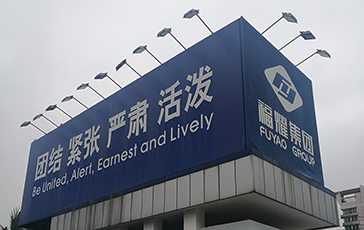 团结 紧张 严肃 活泼
Be United, Alert, Earnest and Lively
福耀集团
FUYAO GROUP